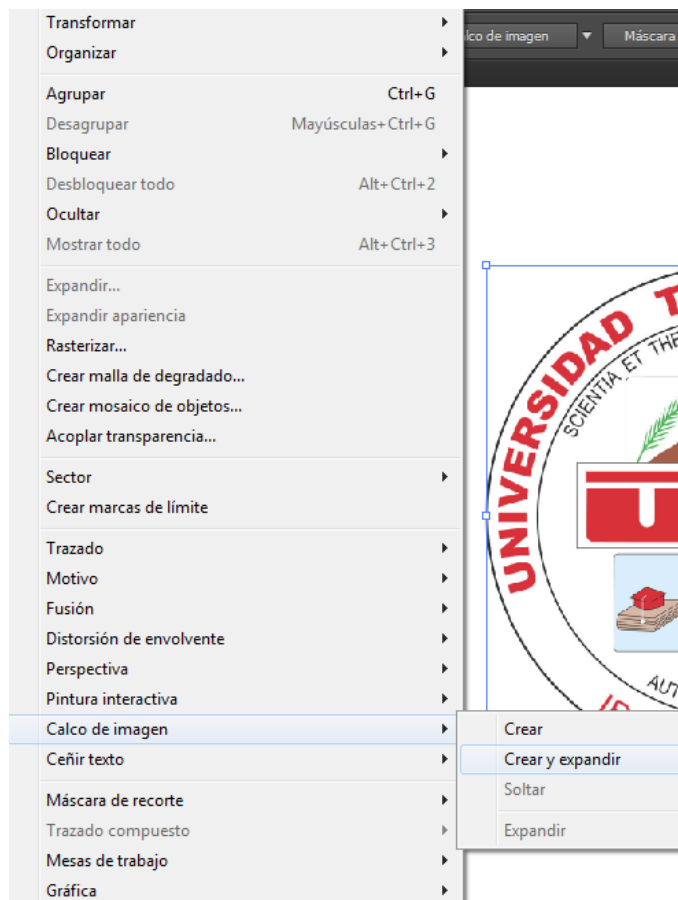 Transformar
Organizar
Agrupar Ctrl+G
Desagrupar Mayúsculas+Ctrl+G
Bloquear
Desbloquear todo Alt+Ctrl+2
Ocultar
Mostrar todo Alt+Ctrl+3
Expandir...
Expandir apariencia
Rasterizar...
Crear malla de degradado...
Crear mosaico de objetos...
Acoplar transparencia...
Sector
Crear marcas de límite
Trazado
Motivo
Fusión
Distorsión de envolvente
Perspectiva
Pintura interactiva
Calco de imagen
Ceñir texto
Máscara de recorte
Trazado compuesto
Mesas de trabajo
Gráfica
Crear
Crear y expandir
Soltar
Expandir
lco de imagen
Máscara
UNIVERSIDAD T
SCIENTIA ET THE
AUT